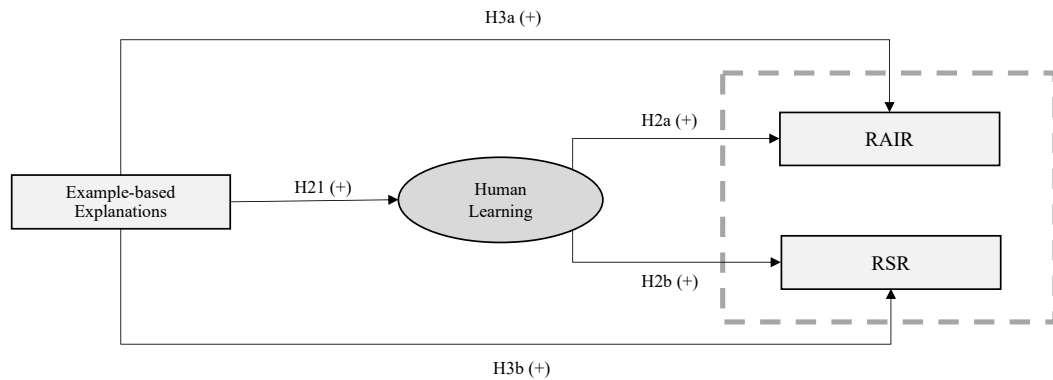 H3a (+)
H2a (+)
RAIR
Example-based
Explanations
H21 (+)
Human
Learning
RSR
H2b (+)
H3b (+)